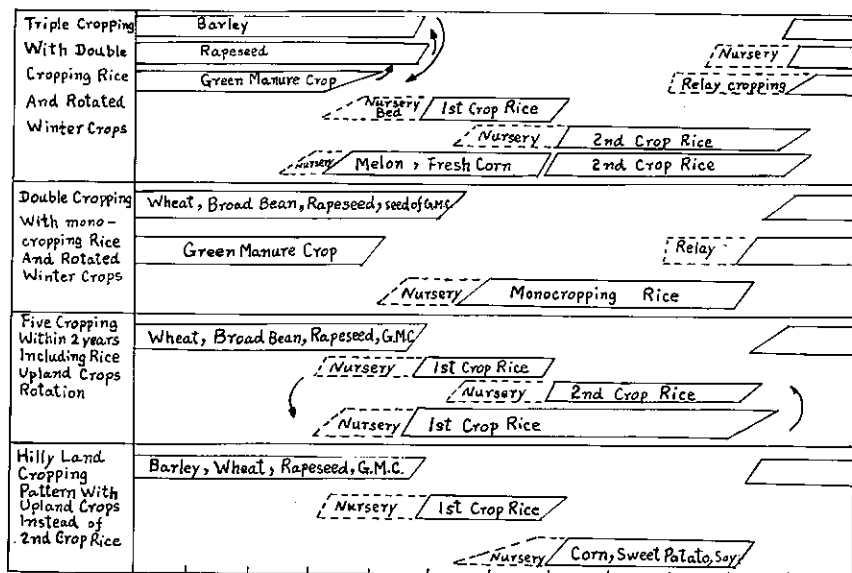 Triple Cropping
With Double
Cropping Rice
And Rotated
Winter Crops
Barley
Rapeseed
Green Manure Crop
Nursery
Bed
1st Crop Rice
Nursery
2nd Crop Rice
Nursery
Melon, Fresh Corn
2nd Crop Rice
Nursery
Relay cropping
Double Cropping
With mono-
cropping Rice
And Rotated
Winter Crops
Wheat, Broad Bean, Rapeseed, seed of G.M.C
Green Manure Crop
Relay
Nursery
Monocropping Rice
Five Cropping
Within 2 years
Including Rice
Upland Crops
Rotation
Wheat, Broad Bean, Rapeseed, G.M.C
Nursery
1st Crop Rice
Nursery
2nd Crop Rice
Nursery
1st Crop Rice
Hilly Land
Cropping
Pattern With
Upland Crops
Instead of
2nd Crop Rice
Barley, Wheat, Rapeseed, G.M.C.
Nursery
1st Crop Rice
Nursery
Corn, Sweet Patato, Soy.